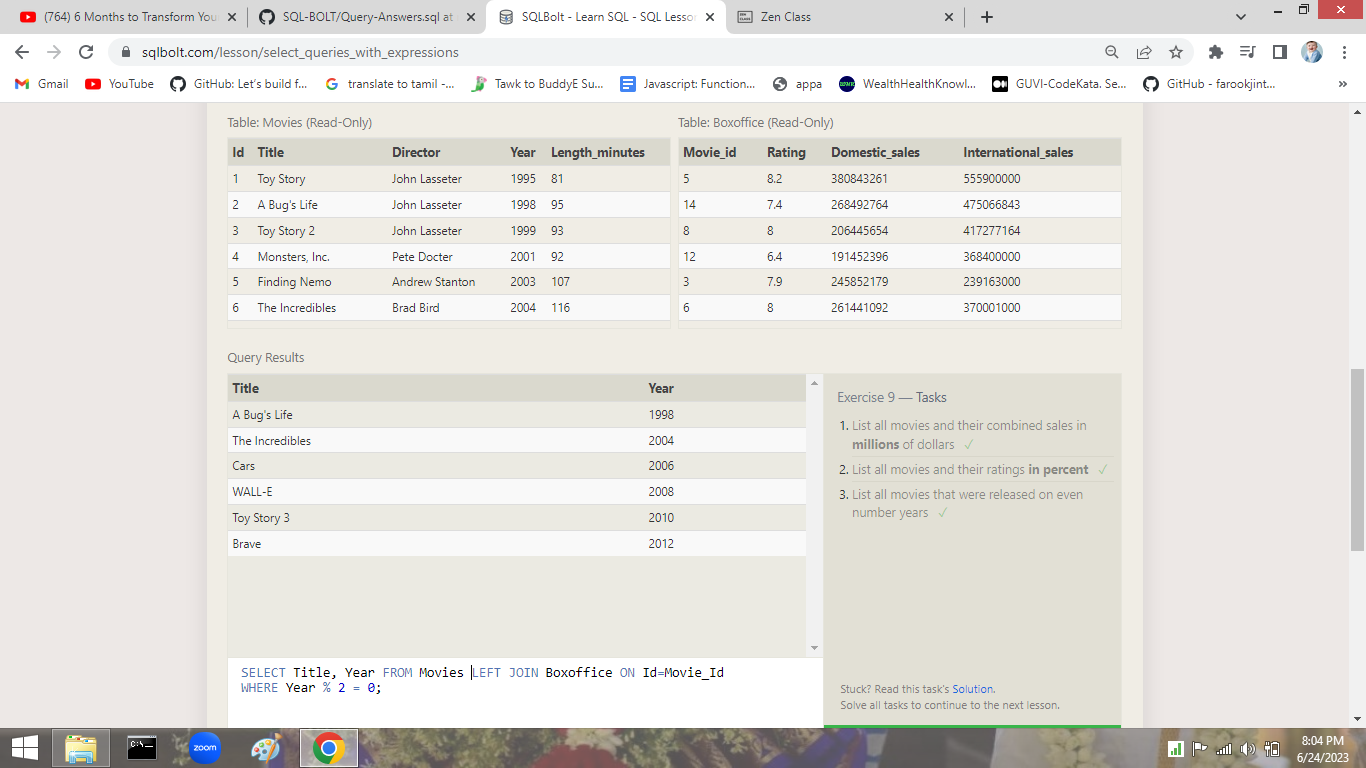 (764) 6 Months to Transform You
SQL-BOLT/Query-Answers.sql at
SQLBolt - Learn SQL - SQL Lesso
Zen Class
sqlbolt.com/lesson/select_queries_with_expressions
Gmail
YouTube
GitHub: Let's build f...
translate to tamil -...
Tawk to BuddyE Su...
Javascript: Function...
appa
WealthHealthKnowl...
GUVI-CodeKata. Se...
GitHub - farookjint...
»
Table: Movies (Read-Only)
Table: Boxoffice (Read-Only)
Id Title Director Year Length_minutes
Movie_id Rating Domestic_sales International_sales
1 Toy Story John Lasseter 1995 81
5 8.2 380843261 555900000
2 A Bug's Life John Lasseter 1998 95
14 7.4 268492764 475066843
3 Toy Story 2 John Lasseter 1999 93
8 8 206445654 417277164
4 Monsters, Inc. Pete Docter 2001 92
12 6.4 191452396 368400000
5 Finding Nemo Andrew Stanton 2003 107
3 7.9 245852179 239163000
6 The Incredibles Brad Bird 2004 116
6 8 261441092 370001000
Query Results
Title Year
A Bug's Life 1998
The Incredibles 2004
Cars 2006
WALL-E 2008
Toy Story 3 2010
Brave 2012
Exercise 9 — Tasks
1. List all movies and their combined sales in
millions of dollars ✓
2. List all movies and their ratings in percent ✓
3. List all movies that were released on even
number years ✓
SELECT Title, Year FROM Movies LEFT JOIN Boxoffice ON Id=Movie_Id
WHERE Year % 2 = 0;
Stuck? Read this task's Solution.
Solve all tasks to continue to the next lesson.
C:\_
zoom
8:04 PM
6/24/2023